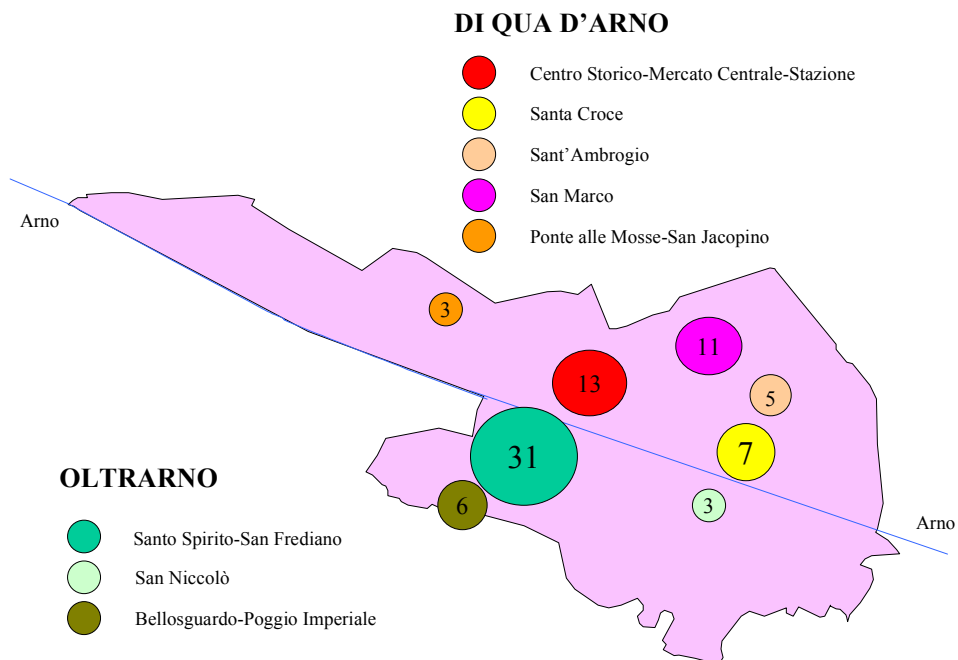 DI QUA D'ARNO
Centro Storico-Mercato Centrale-Stazione
Santa Croce
Sant'Ambrogio
San Marco
Ponte alle Mosse-San Jacopino
Arno
3
11
13
5
7
31
6
3
Arno
OLTRARNO
Santo Spirito-San Frediano
San Niccolò
Bellosguardo-Poggio Imperiale